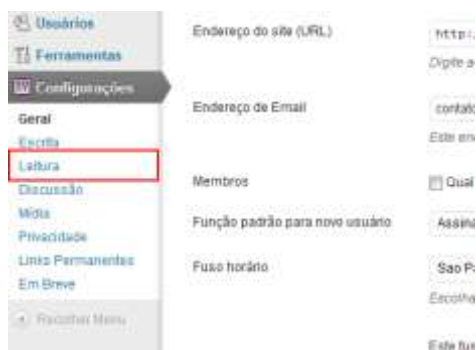 Usuários
Ferramentas
Configurações
Geral
Escrita
Leitura
Discussão
Mídia
Privacidade
Links Permanentes
Em Breve
Recolher Menu
Endereço do site (URL)
http:
Digite a
Endereço de Email
contato
Este en
Membros
Qual
Função padrão para novo usuário
Assina
Fuso horário
Sao Pa
Escolha
Este fus